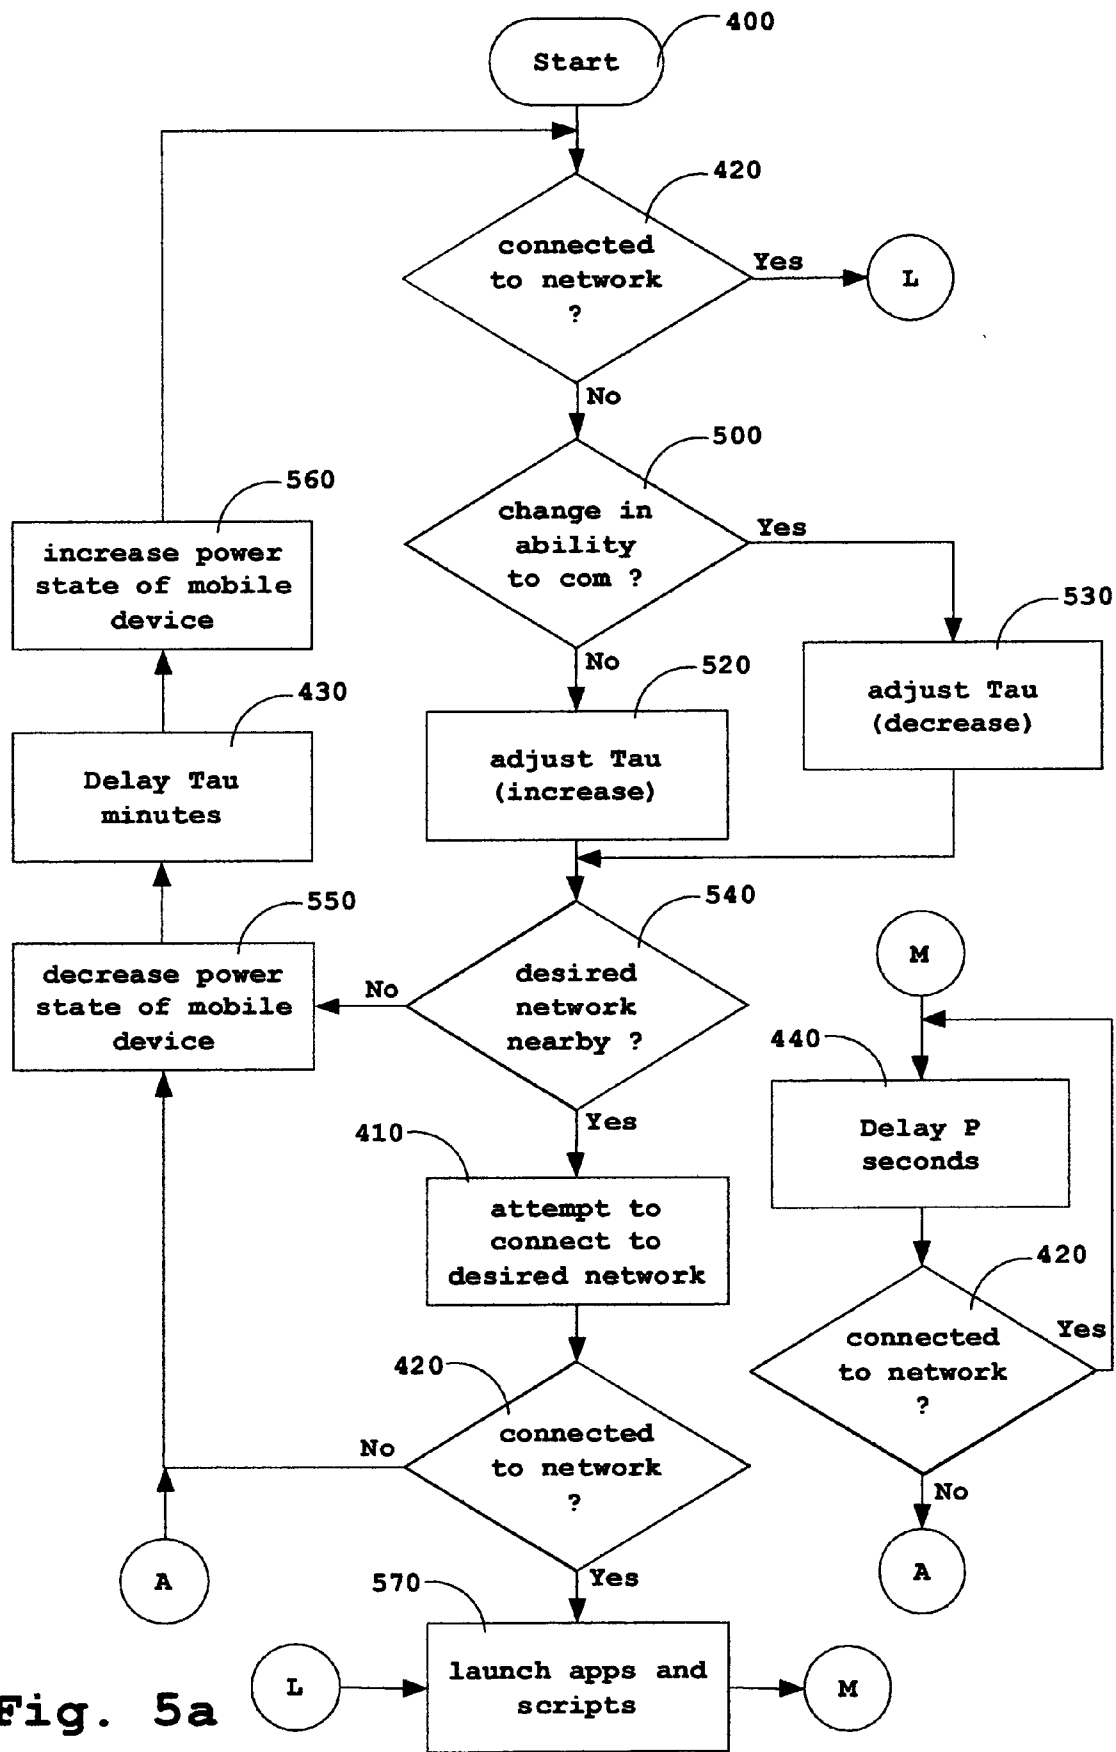 400
Start
420
connected
to network
?
Yes
L
No
500
change in
ability
to com ?
Yes
560
increase power
state of mobile
device
530
adjust Tau
(decrease)
No
520
adjust Tau
(increase)
430
Delay Tau
minutes
550
decrease power
state of mobile
device
No
540
desired
network
nearby ?
Yes
M
440
Delay P
seconds
410
attempt to
connect to
desired network
420
connected
to network
?
Yes
No
A
420
connected
to network
?
No
A
Yes
570
L
launch apps and
scripts
M
Fig. 5a